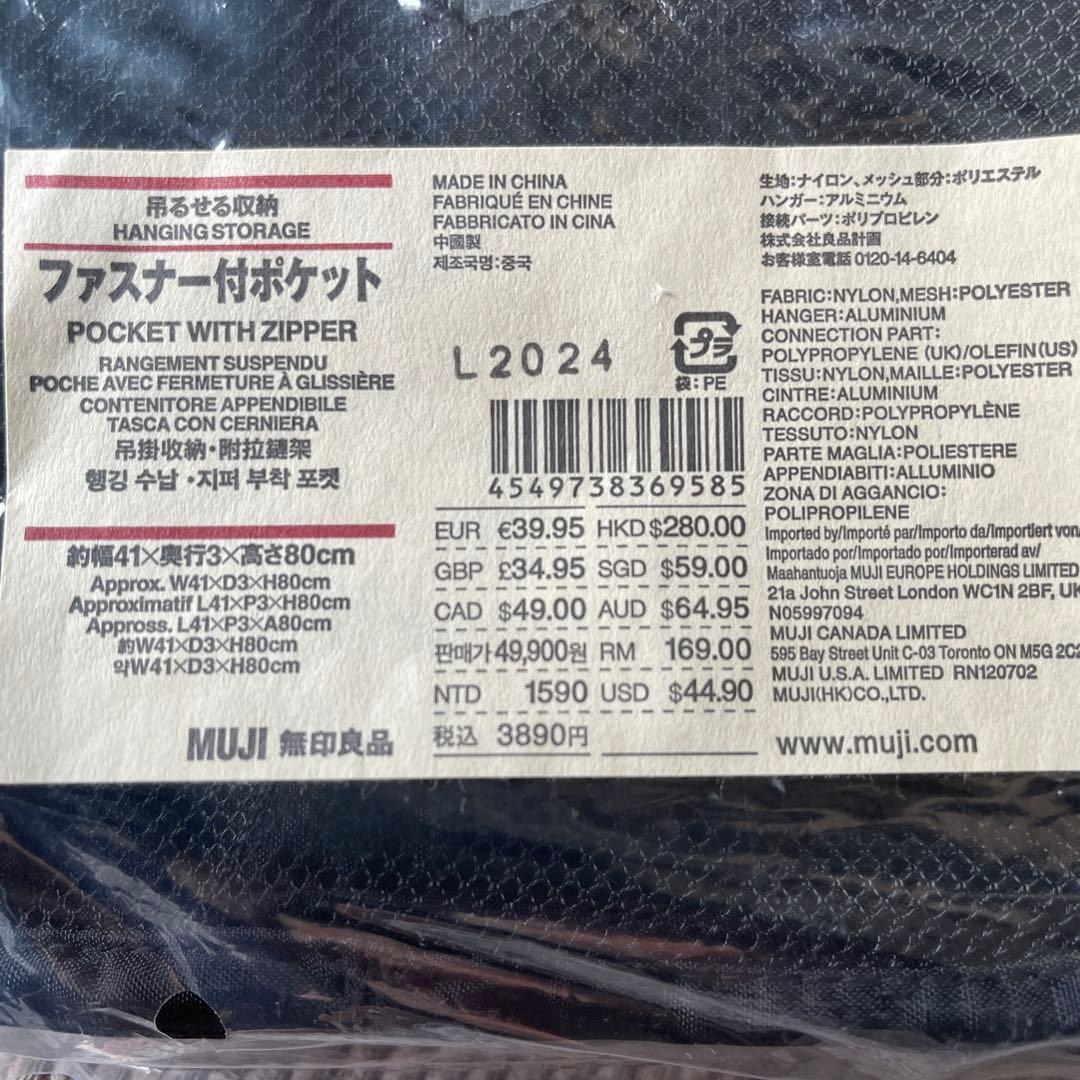 吊るせる収納
HANGING STORAGE
ファスナー付ポケット
POCKET WITH ZIPPER
RANGEMENT SUSPENDU
POCHE AVEC FERMETURE À GLISSIÈRE
CONTENITORE APPENDIBILE
TASCA CON CERNIERA
吊掛收納・附拉鏈架
행깅 수납・지퍼 부착 포켓
約幅41×奥行3×高さ80cm
Approx. W41×D3×H80cm
Approximatif L41×P3×H80cm
Appross. L41×P3×A80cm
約W41×D3×H80cm
약W41×D3×H80cm
MUJI 無印良品
MADE IN CHINA
FABRIQUÉ EN CHINE
FABBRICATO IN CINA
中國製
제조국명:중국
L2024
プラ
袋:PE
4549738369585
EUR €39.95 HKD $280.00
GBP £34.95 SGD $59.00
CAD $49.00 AUD $64.95
판매가 49,900원 RM 169.00
NTD 1590 USD $44.90
税込 3890円
生地:ナイロン、メッシュ部分:ポリエステル
ハンガー:アルミニウム
接続パーツ:ポリプロピレン
株式会社良品計画
お客様室電話 0120-14-6404
FABRIC:NYLON,MESH:POLYESTER
HANGER:ALUMINIUM
CONNECTION PART:
POLYPROPYLENE (UK)/OLEFIN(US)
TISSU:NYLON,MAILLE:POLYESTER
CINTRE:ALUMINIUM
RACCORD:POLYPROPYLÈNE
TESSUTO:NYLON
PARTE MAGLIA:POLIESTERE
APPENDIABITI:ALLUMINIO
ZONA DI AGGANCIO:
POLIPROPILENE
Imported by/Importé par/Importo da/Importiert von/
Importado por/Importado por/Importerad av/
Maahantuoja MUJI EUROPE HOLDINGS LIMITED
21a John Street London WC1N 2BF, UK
N05997094
MUJI CANADA LIMITED
595 Bay Street Unit C-03 Toronto ON M5G 2C2
MUJI U.S.A. LIMITED RN120702
MUJI(HK)CO.,LTD.
www.muji.com